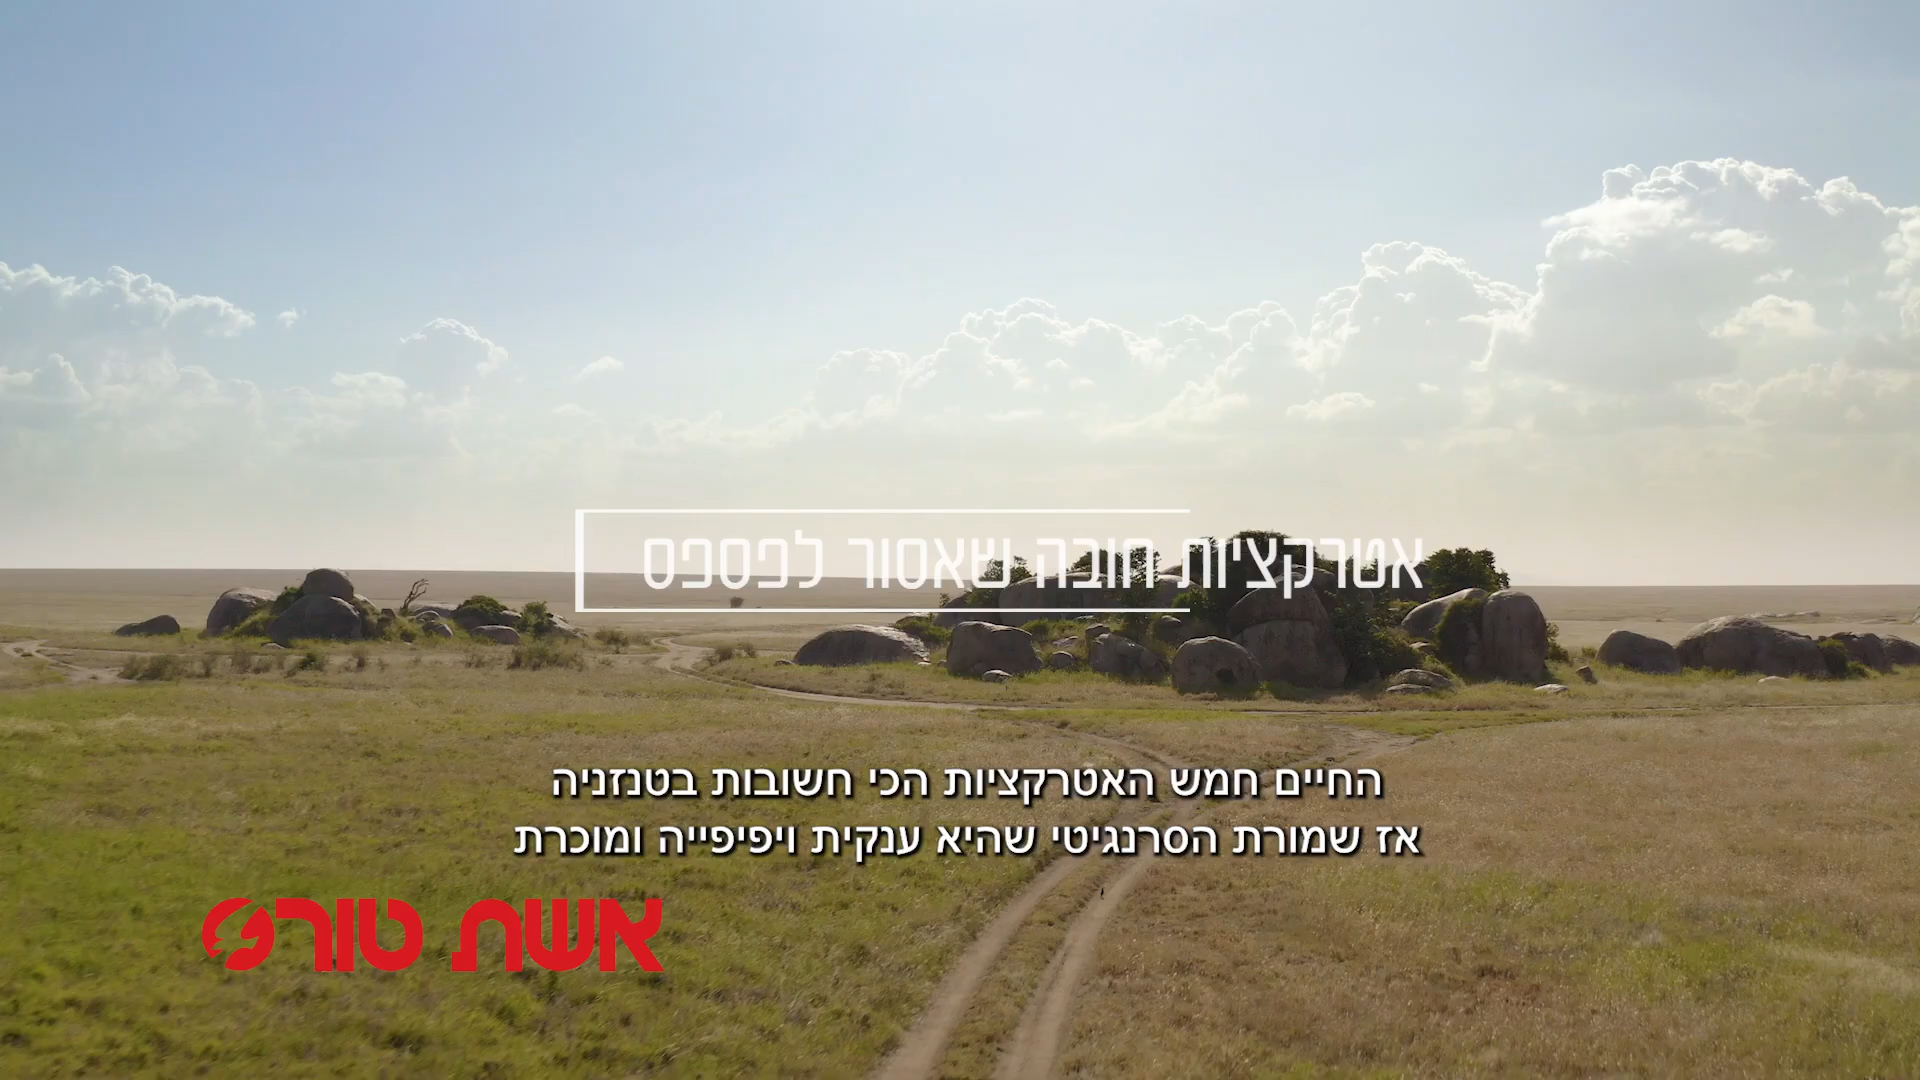 אטרקציות חובה שאסור לפספס
החיים חמש האטרקציות הכי חשובות בטנזניה
אז שמורת הסרנגיטי שהיא ענקית ויפיפייה ומוכרת
אשת טורס